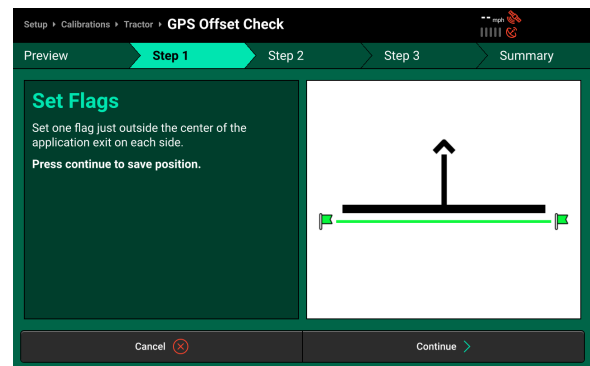 Setup › Calibrations › Tractor › GPS Offset Check
-- mph
Preview
Step 1
Step 2
Step 3
Summary
Set Flags
Set one flag just outside the center of the
application exit on each side.
Press continue to save position.
Cancel
Continue